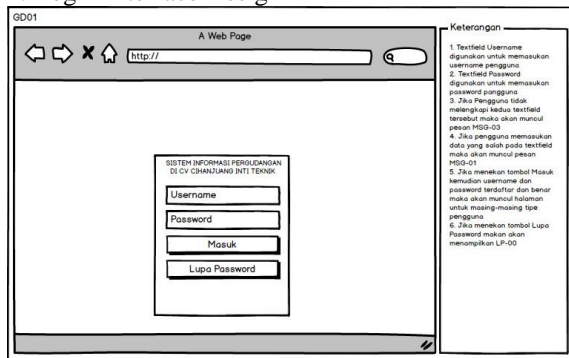 GD01
A Web Page
http://
SISTEM INFORMASI PERGUDANGAN
DI CV CIHANJUANG INTI TEKNIK
Username
Password
Masuk
Lupa Password
Keterangan
1. Textfield Username
digunakan untuk memasukan
username pengguna
2. Textfield Password
digunakan untuk memasukan
password pangguna
3. Jika Pengguna tidak
melengkapi kedua textfield
tersebut maka akan muncul
pesan MSG-03
4. Jika pengguna memasukan
data yang salah pada textfield
maka akan muncul pesan
MSG-01
5. Jika menekan tombol Masuk
kemudian username dan
password terdaftar dan benar
maka akan muncul halaman
untuk masing-masing tipe
pengguna
6. Jika menekan tombol Lupa
Password makan akan
menampilkan LP-00